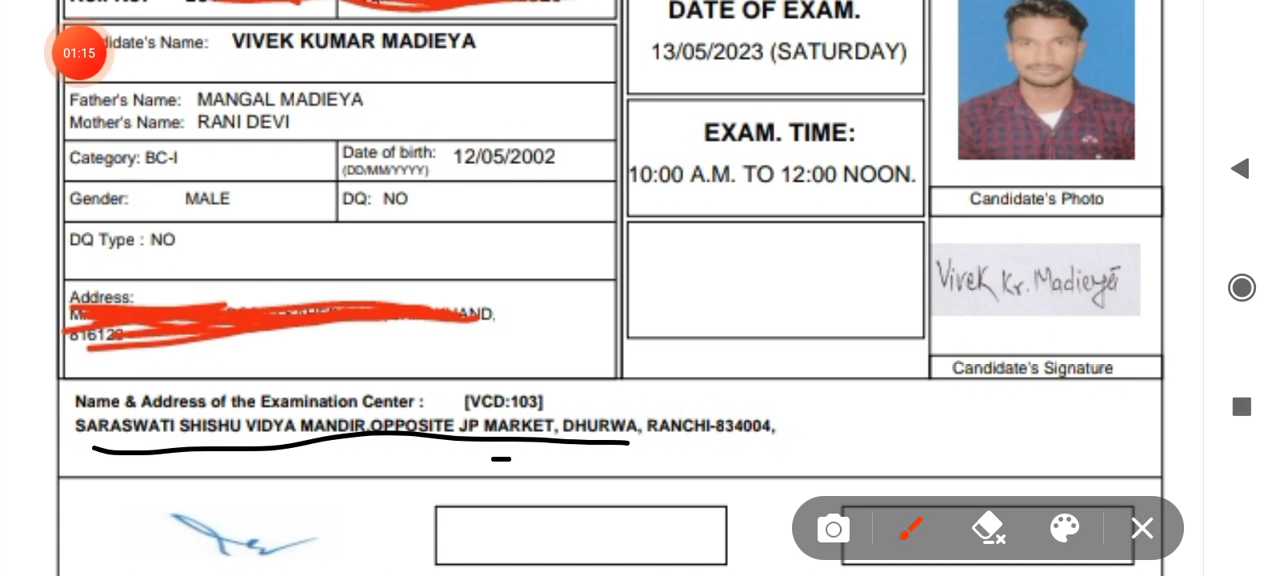 DATE OF EXAM.
13/05/2023 (SATURDAY)
01:15
Name: VIVEK KUMAR MADIEYA
Father's Name: MANGAL MADIEYA
Mother's Name: RANI DEVI
EXAM. TIME:
10:00 A.M. TO 12:00 NOON.
Category: BC-I
Date of birth: 12/05/2002
(DD/MM/YYYY)
Gender: MALE
DQ: NO
Candidate's Photo
DQ Type : NO
Vivek Kr. Madieya
Address:
Candidate's Signature
Name & Address of the Examination Center : [VCD:103]
SARASWATI SHISHU VIDYA MANDIR,OPPOSITE JP MARKET, DHURWA, RANCHI-834004,